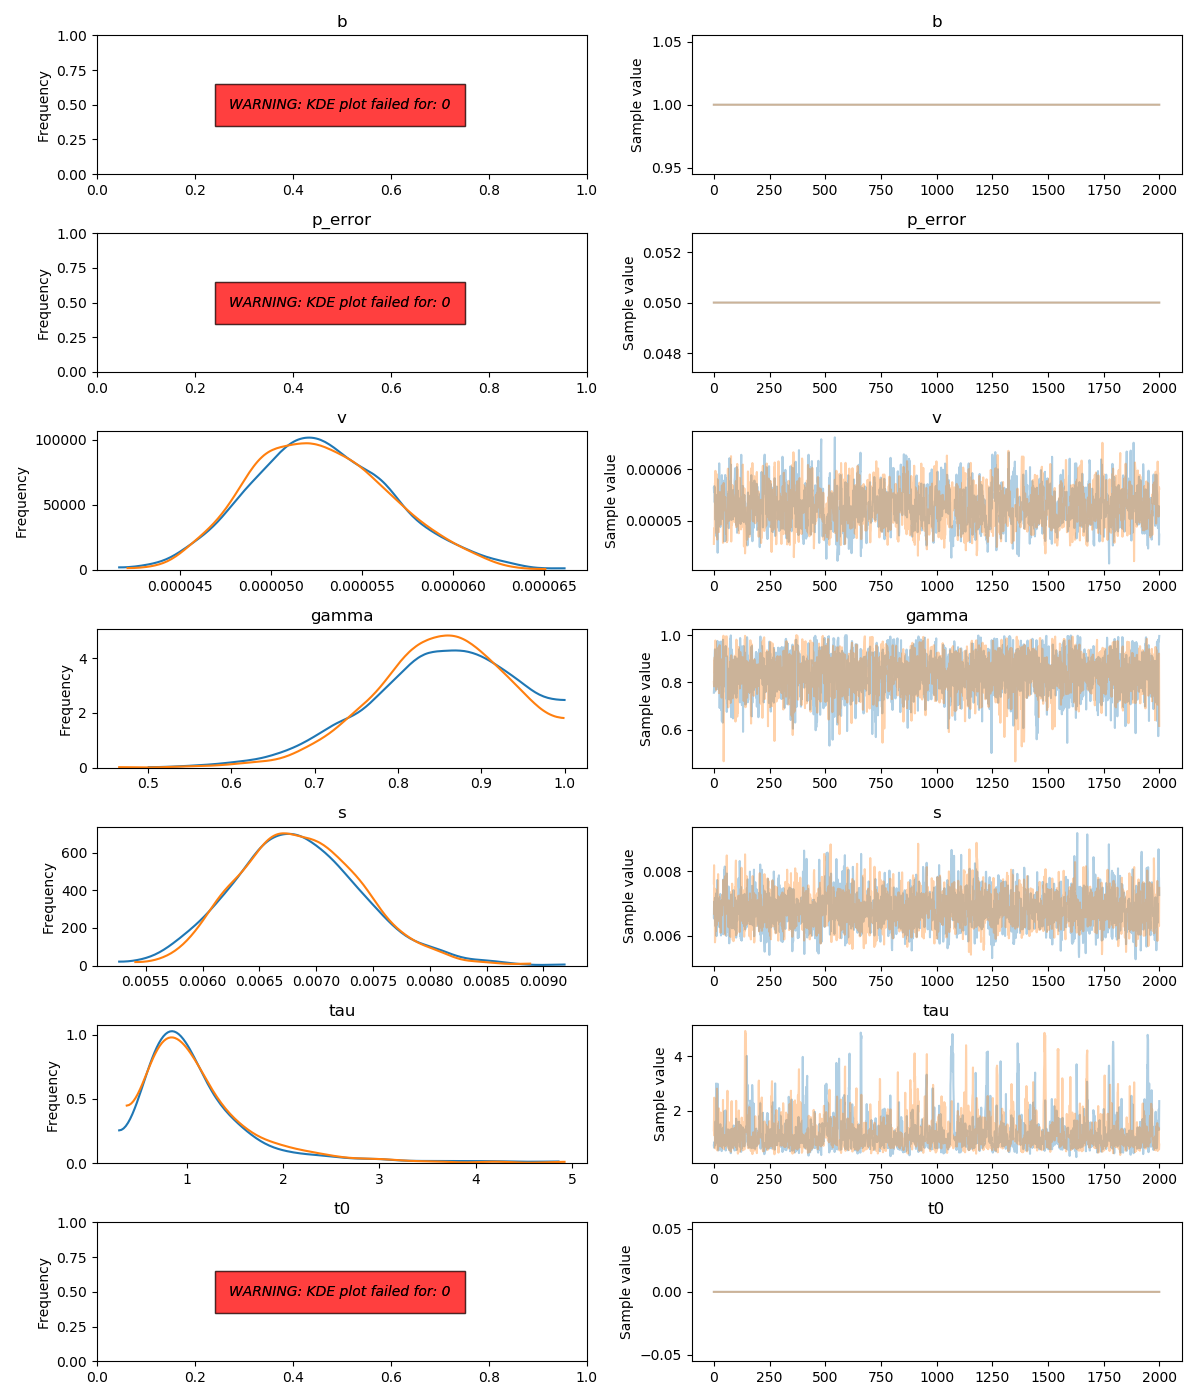 b
1.00
0.75
0.50
0.25
0.00
Frequency
WARNING: KDE plot failed for: 0
0.0 0.2 0.4 0.6 0.8 1.0
b
1.05
1.00
0.95
Sample value
0 250 500 750 1000 1250 1500 1750 2000
p_error
1.00
0.75
0.50
0.25
0.00
Frequency
WARNING: KDE plot failed for: 0
0.0 0.2 0.4 0.6 0.8 1.0
p_error
0.052
0.050
0.048
Sample value
0 250 500 750 1000 1250 1500 1750 2000
v
100000
50000
0
Frequency
0.000045 0.000050 0.000055 0.000060 0.000065
v
0.00006
0.00005
Sample value
0 250 500 750 1000 1250 1500 1750 2000
gamma
4
2
0
Frequency
0.5 0.6 0.7 0.8 0.9 1.0
gamma
1.0
0.8
0.6
Sample value
0 250 500 750 1000 1250 1500 1750 2000
s
600
400
200
0
Frequency
0.0055 0.0060 0.0065 0.0070 0.0075 0.0080 0.0085 0.0090
s
0.008
0.006
Sample value
0 250 500 750 1000 1250 1500 1750 2000
tau
1.0
0.5
0.0
Frequency
1 2 3 4 5
tau
4
2
Sample value
0 250 500 750 1000 1250 1500 1750 2000
t0
1.00
0.75
0.50
0.25
0.00
Frequency
WARNING: KDE plot failed for: 0
0.0 0.2 0.4 0.6 0.8 1.0
t0
0.05
0.00
−0.05
Sample value
0 250 500 750 1000 1250 1500 1750 2000